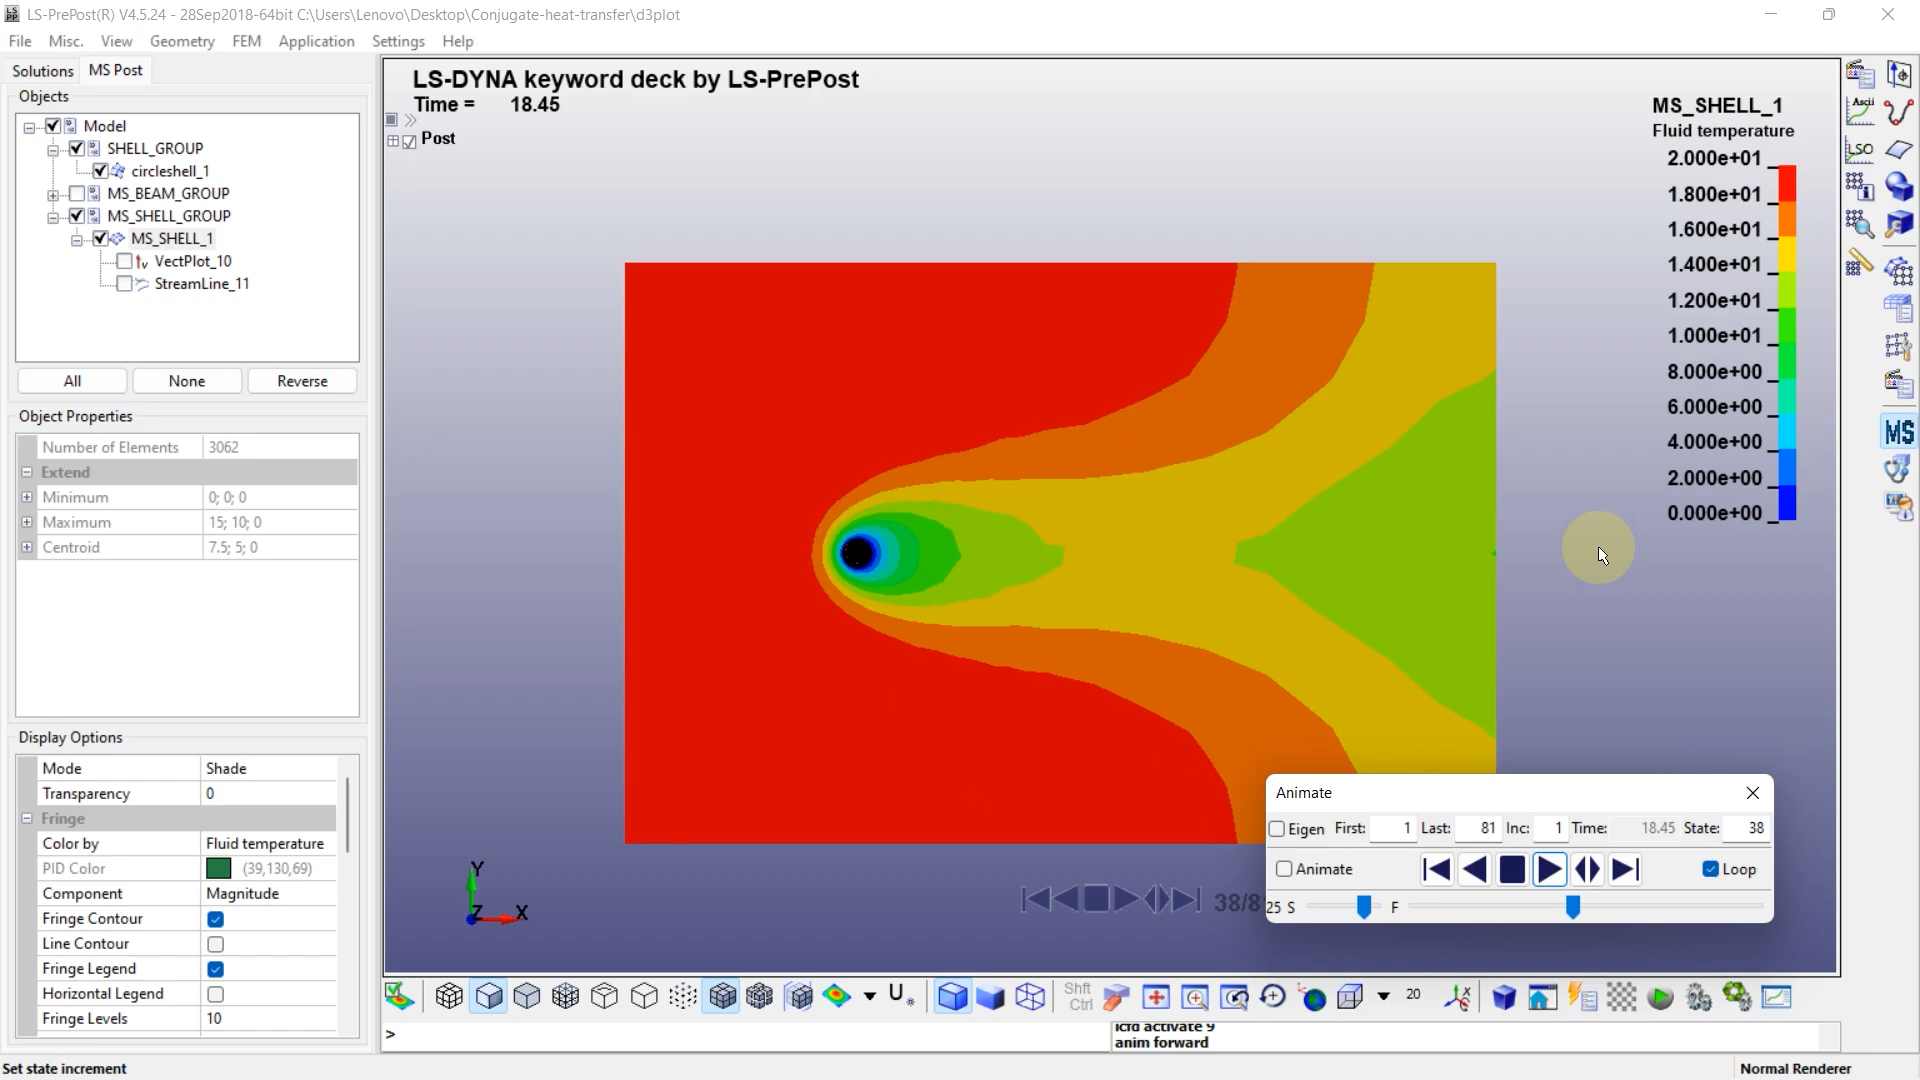 LS-PrePost(R) V4.5.24 - 28Sep2018-64bit C:\Users\Lenovo\Desktop\Conjugate-heat-transfer\d3plot
File Misc. View Geometry FEM Application Settings Help
Solutions MS Post
Objects
Model
SHELL_GROUP
circleshell_1
MS_BEAM_GROUP
MS_SHELL_GROUP
MS_SHELL_1
VectPlot_10
StreamLine_11
All None Reverse
Object Properties
Number of Elements 3062
Extend
Minimum 0; 0; 0
Maximum 15; 10; 0
Centroid 7.5; 5; 0
Display Options
Mode Shade
Transparency 0
Fringe
Color by Fluid temperature
PID Color (39,130,69)
Component Magnitude
Fringe Contour
Line Contour
Fringe Legend
Horizontal Legend
Fringe Levels 10
Set state increment
LS-DYNA keyword deck by LS-PrePost
Time = 18.45
Post
MS_SHELL_1
Fluid temperature
2.000e+01
1.800e+01
1.600e+01
1.400e+01
1.200e+01
1.000e+01
8.000e+00
6.000e+00
4.000e+00
2.000e+00
0.000e+00
Y
Z X
38/8
Animate
Eigen First: 1 Last: 81 Inc: 1 Time: 18.45 State: 38
Animate Loop
25 S F
Shft
Ctrl
20
>
icfd activate 9
anim forward
Ascii
LSO
MS
Normal Renderer